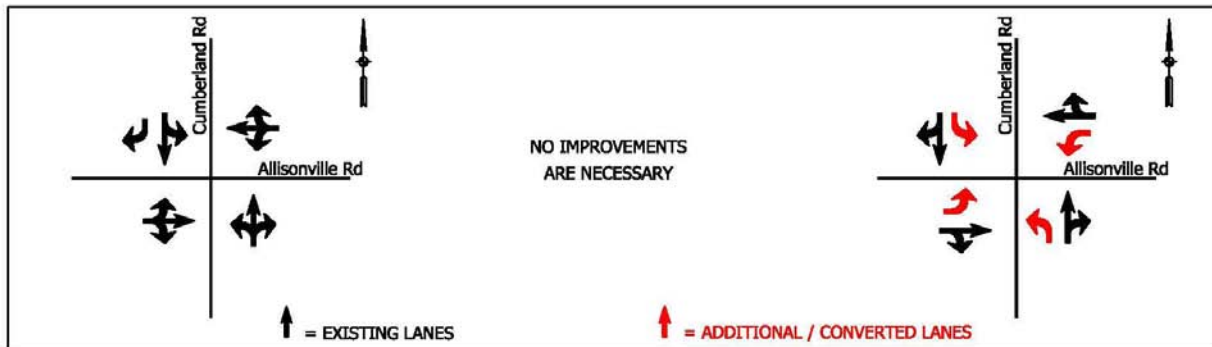 Cumberland Rd
Allisonville Rd
NO IMPROVEMENTS
ARE NECESSARY
Cumberland Rd
Allisonville Rd
= EXISTING LANES
= ADDITIONAL / CONVERTED LANES